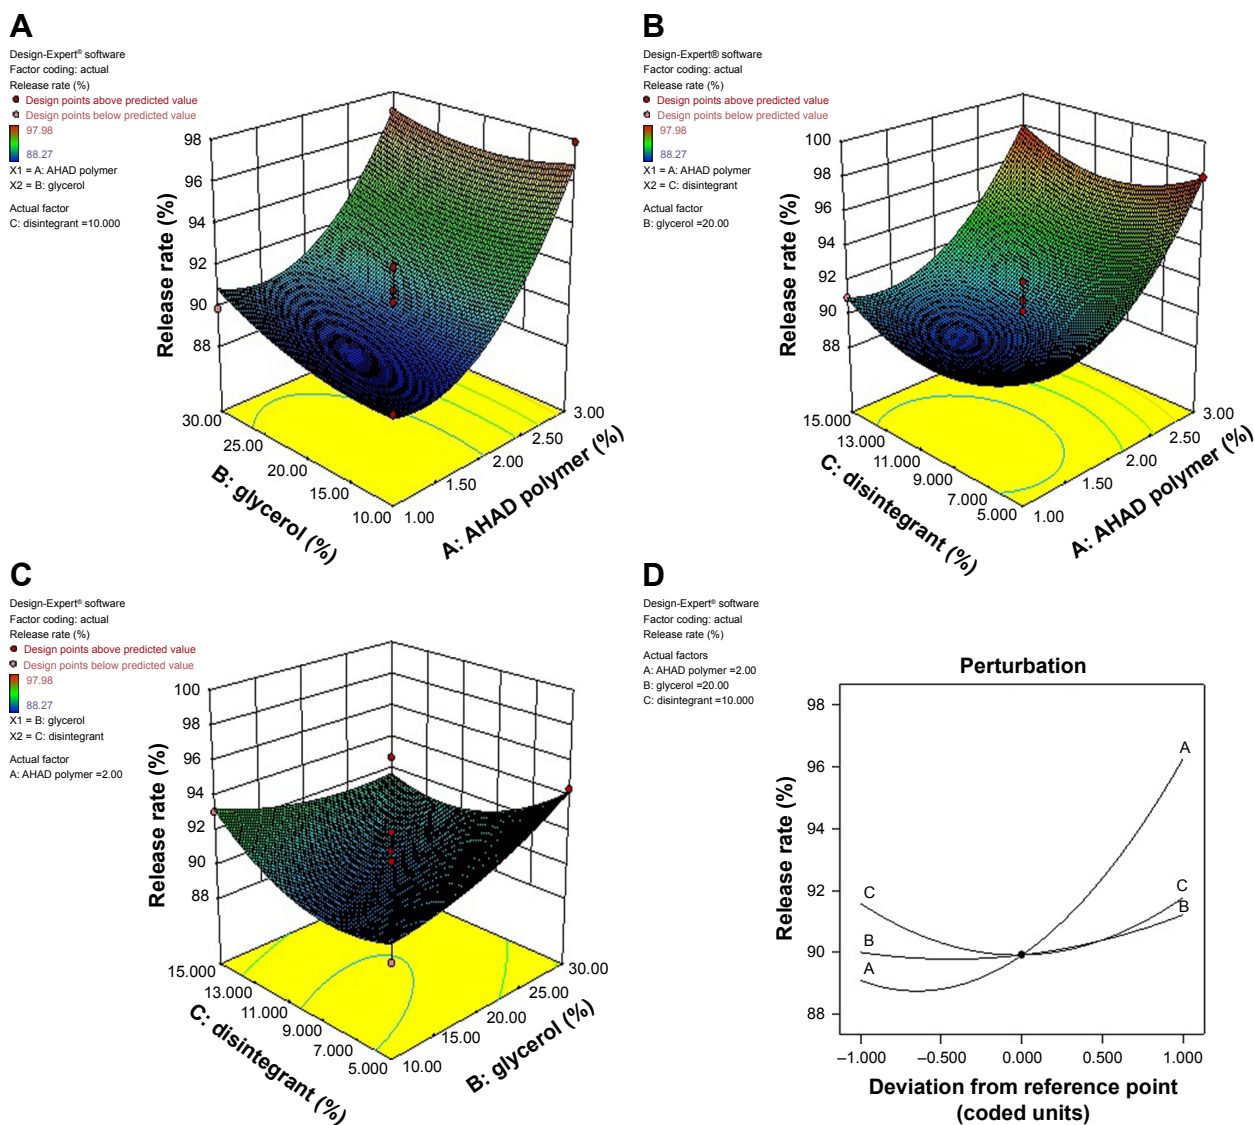 A
Design-Expert® software
Factor coding: actual
Release rate (%)
Design points above predicted value
Design points below predicted value
97.98
88.27
X1 = A: AHAD polymer
X2 = B: glycerol
Actual factor
C: disintegrant =10.000
Release rate (%)
98
96
94
92
90
88
30.00
25.00
20.00
15.00
10.00
B: glycerol (%)
1.00
1.50
2.00
2.50
3.00
A: AHAD polymer (%)
B
Design-Expert® software
Factor coding: actual
Release rate (%)
Design points above predicted value
Design points below predicted value
97.98
88.27
X1 = A: AHAD polymer
X2 = C: disintegrant
Actual factor
B: glycerol =20.00
Release rate (%)
100
98
96
94
92
90
88
15.000
13.000
11.000
9.000
7.000
5.000
C: disintegrant (%)
1.00
1.50
2.00
2.50
3.00
A: AHAD polymer (%)
C
Design-Expert® software
Factor coding: actual
Release rate (%)
Design points above predicted value
Design points below predicted value
97.98
88.27
X1 = B: glycerol
X2 = C: disintegrant
Actual factor
A: AHAD polymer =2.00
Release rate (%)
100
98
96
94
92
90
88
15.000
13.000
11.000
9.000
7.000
5.000
C: disintegrant (%)
10.00
15.00
20.00
25.00
30.00
B: glycerol (%)
D
Design-Expert® software
Factor coding: actual
Release rate (%)
Actual factors
A: AHAD polymer =2.00
B: glycerol =20.00
C: disintegrant =10.000
Perturbation
Release rate (%)
98
96
94
92
90
88
A
C
B
C
B
A
–1.000
–0.500
0.000
0.500
1.000
Deviation from reference point
(coded units)